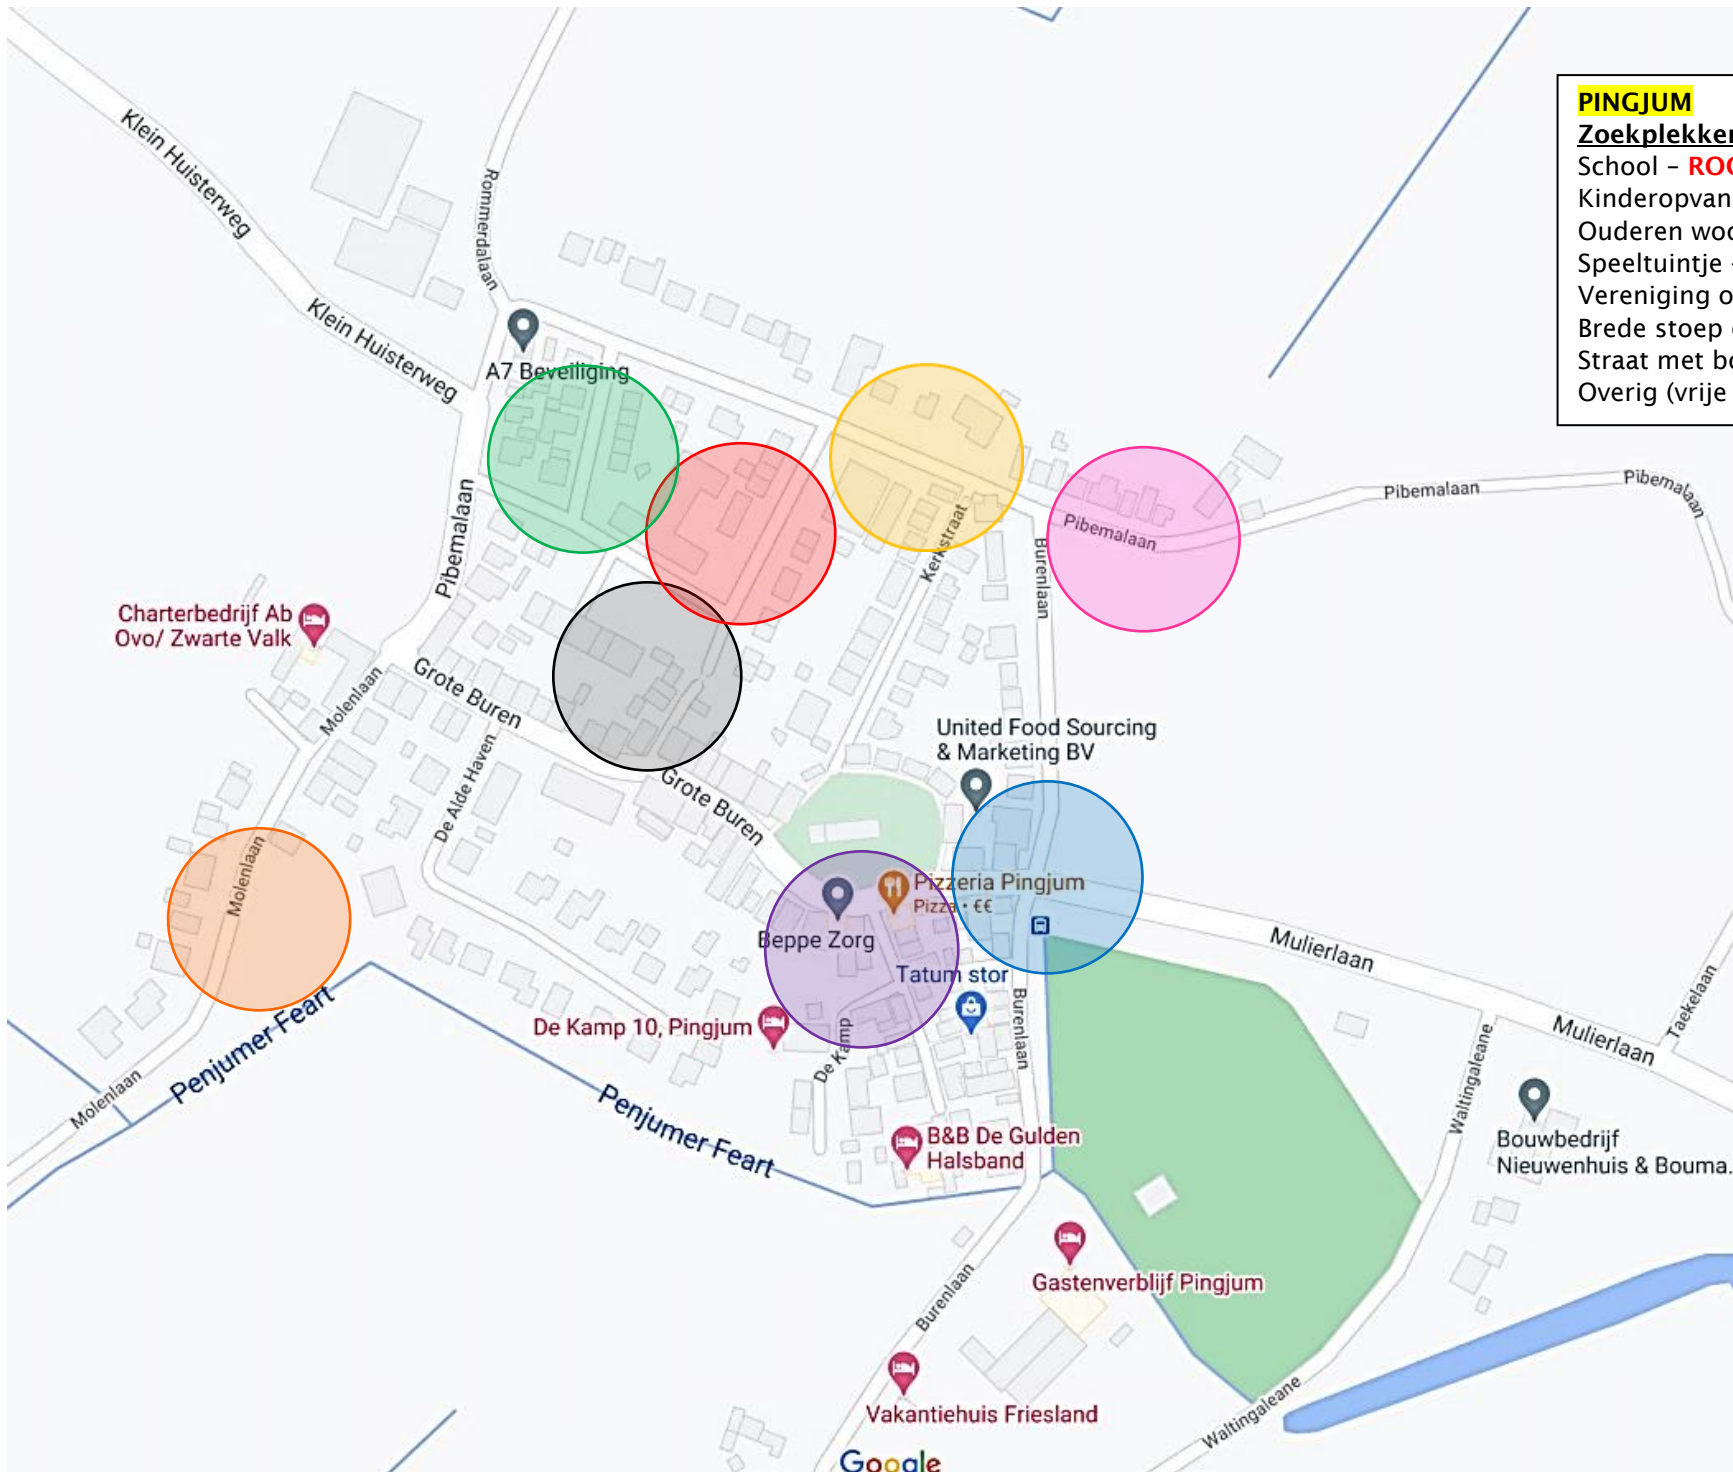 PINGJUM
Zoekplekken
School – ROO
Kinderopvan
Ouderen woo
Speeltuintje -
Vereniging o
Brede stoep
Straat met bo
Overig (vrije
Klein Huisterweg
Rommerdalaan
Klein Huisterweg
A7 Beveiliging
Pibemalaan
Pibemalaan
Pibemalaan
Pibemalaan
Kerkstraat
Burenlaan
Charterbedrijf Ab
Ovo/ Zwarte Valk
Molenlaan
Grote Buren
De Alde Haven
Grote Buren
United Food Sourcing
& Marketing BV
Molenlaan
Pizzeria Pingjum
Pizza • €€
Beppe Zorg
Tatum stor
Mulierlaan
Burenlaan
De Kamp 10, Pingjum
De Kamp
Penjumer Feart
Molenlaan
Penjumer Feart
Taekelaan
Mulierlaan
Waltingaleane
B&B De Gulden
Halsband
Bouwbedrijf
Nieuwenhuis & Bouma.
Gastenverblijf Pingjum
Burenlaan
Vakantiehuis Friesland
Waltingaleane
Google